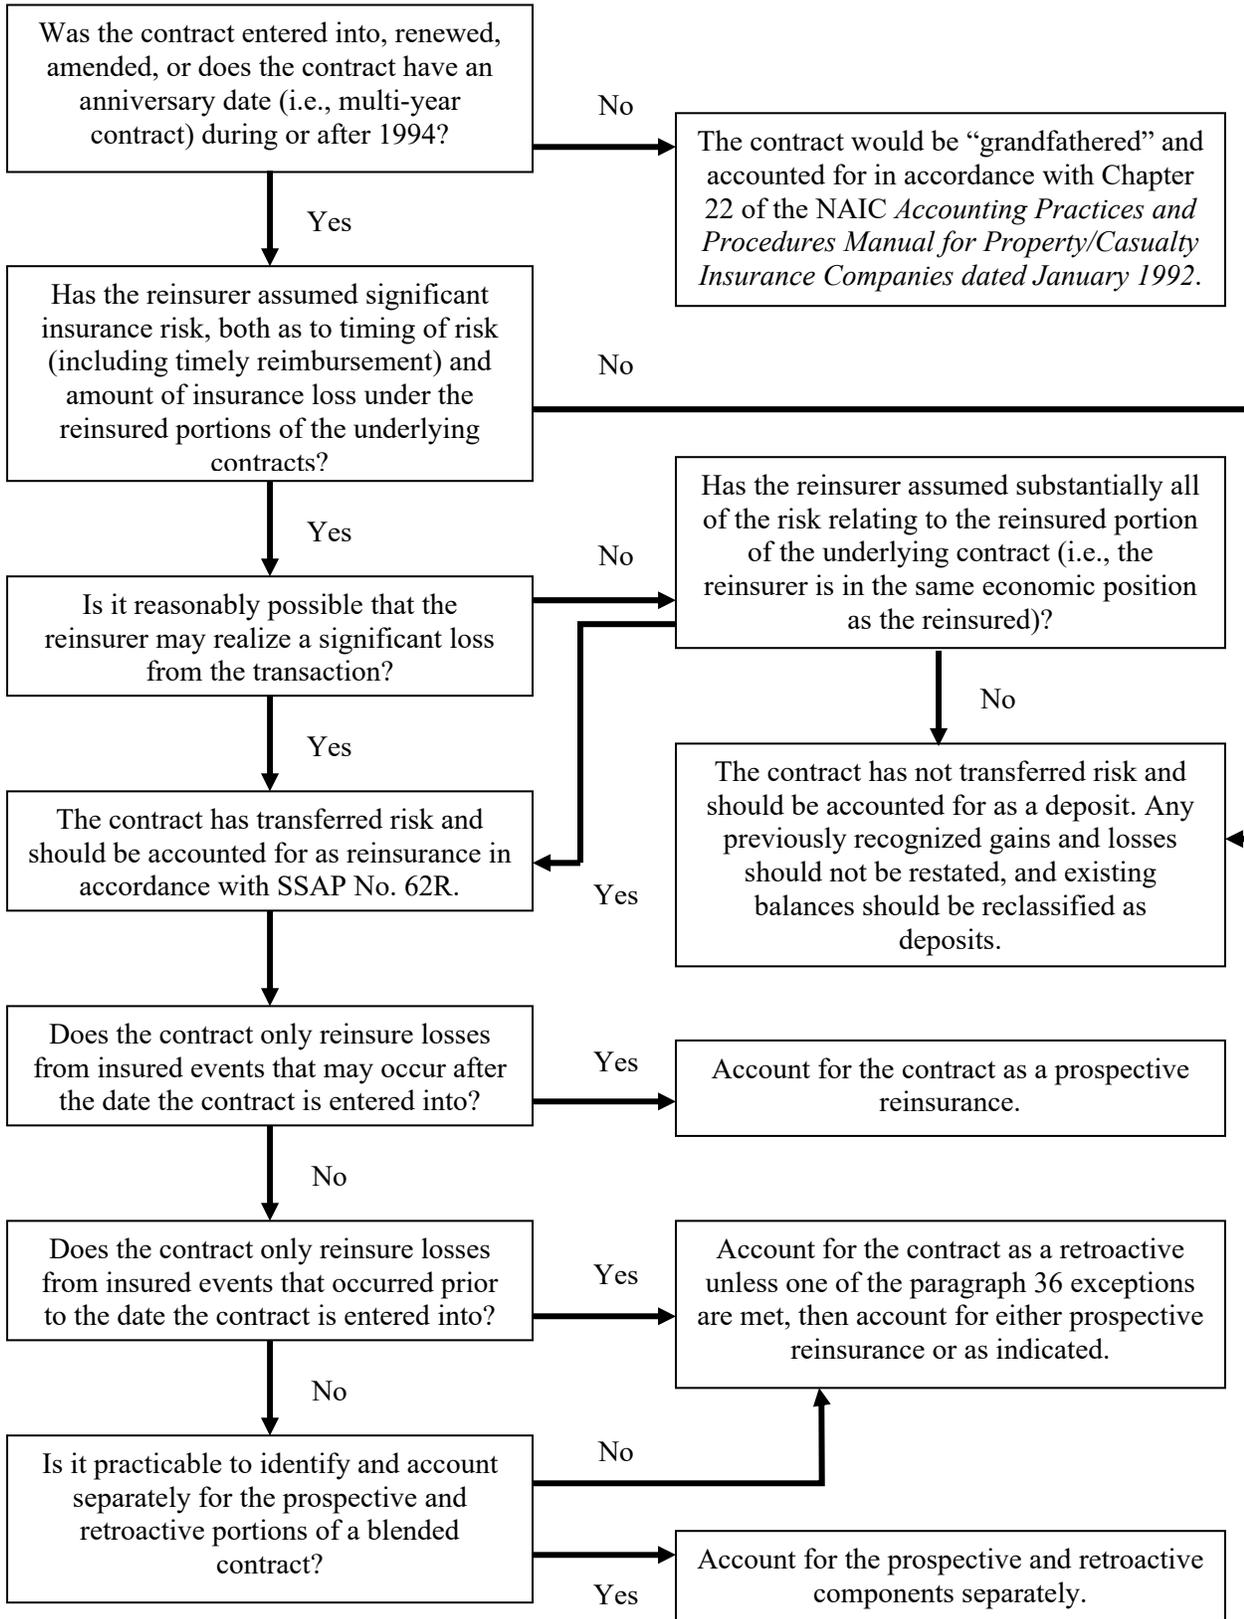 Was the contract entered into, renewed,
amended, or does the contract have an
anniversary date (i.e., multi-year
contract) during or after 1994?
No
The contract would be “grandfathered” and
accounted for in accordance with Chapter
22 of the NAIC Accounting Practices and
Procedures Manual for Property/Casualty
Insurance Companies dated January 1992.
Yes
Has the reinsurer assumed significant
insurance risk, both as to timing of risk
(including timely reimbursement) and
amount of insurance loss under the
reinsured portions of the underlying
contracts?
No
Yes
Is it reasonably possible that the
reinsurer may realize a significant loss
from the transaction?
No
Has the reinsurer assumed substantially all
of the risk relating to the reinsured portion
of the underlying contract (i.e., the
reinsurer is in the same economic position
as the reinsured)?
No
Yes
The contract has transferred risk and
should be accounted for as reinsurance in
accordance with SSAP No. 62R.
Yes
The contract has not transferred risk and
should be accounted for as a deposit. Any
previously recognized gains and losses
should not be restated, and existing
balances should be reclassified as
deposits.
Does the contract only reinsure losses
from insured events that may occur after
the date the contract is entered into?
Yes
Account for the contract as a prospective
reinsurance.
No
Does the contract only reinsure losses
from insured events that occurred prior
to the date the contract is entered into?
Yes
Account for the contract as a retroactive
unless one of the paragraph 36 exceptions
are met, then account for either prospective
reinsurance or as indicated.
No
Is it practicable to identify and account
separately for the prospective and
retroactive portions of a blended
contract?
No
Yes
Account for the prospective and retroactive
components separately.